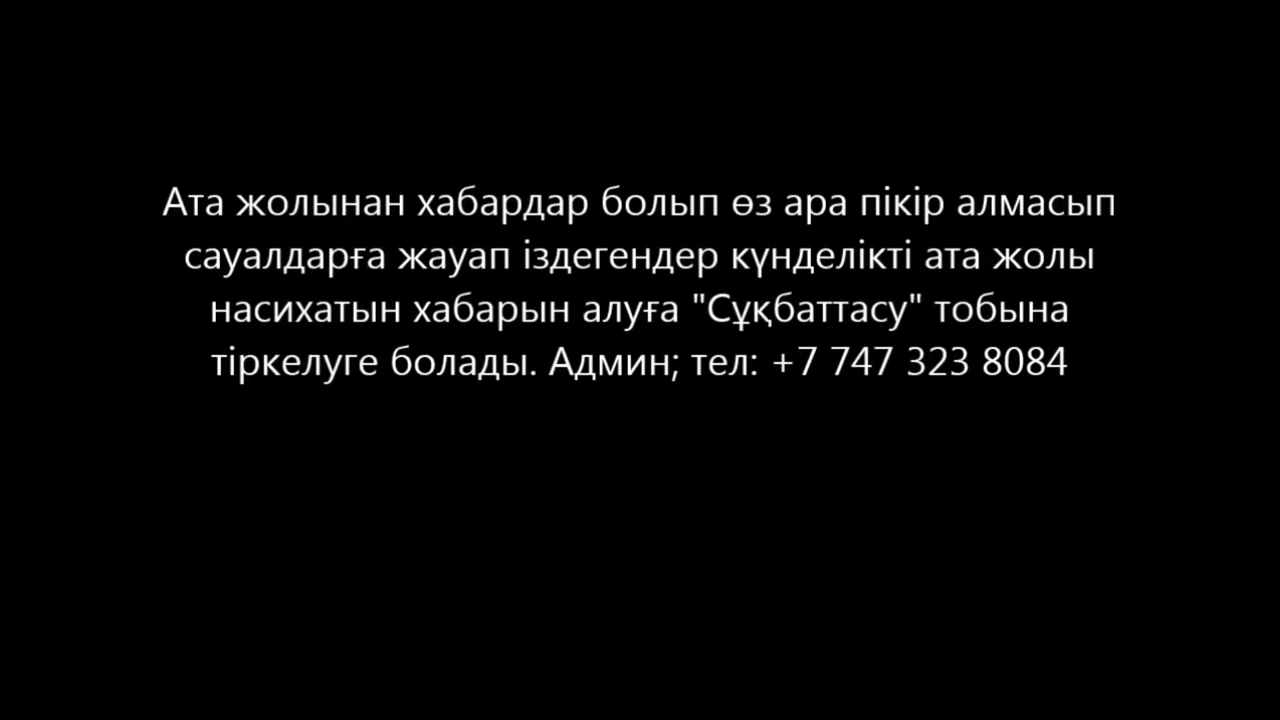 Ата жолынан хабардар болып өз ара пікір алмасып
сауалдарға жауап іздегендер күнделікті ата жолы
насихатын хабарын алуға "Сұқбаттасу" тобына
тіркелуге болады. Админ; тел: +7 747 323 8084